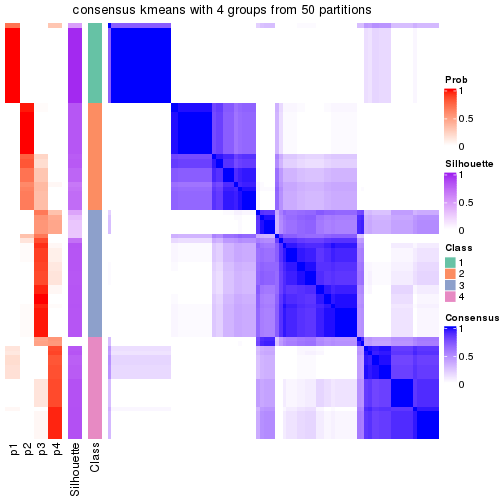 consensus kmeans with 4 groups from 50 partitions
Prob
1
0.5
0
Silhouette
1
0.5
0
Class
1
2
3
4
Consensus
1
0.5
0
p1
p2
p3
p4
Silhouette
Class